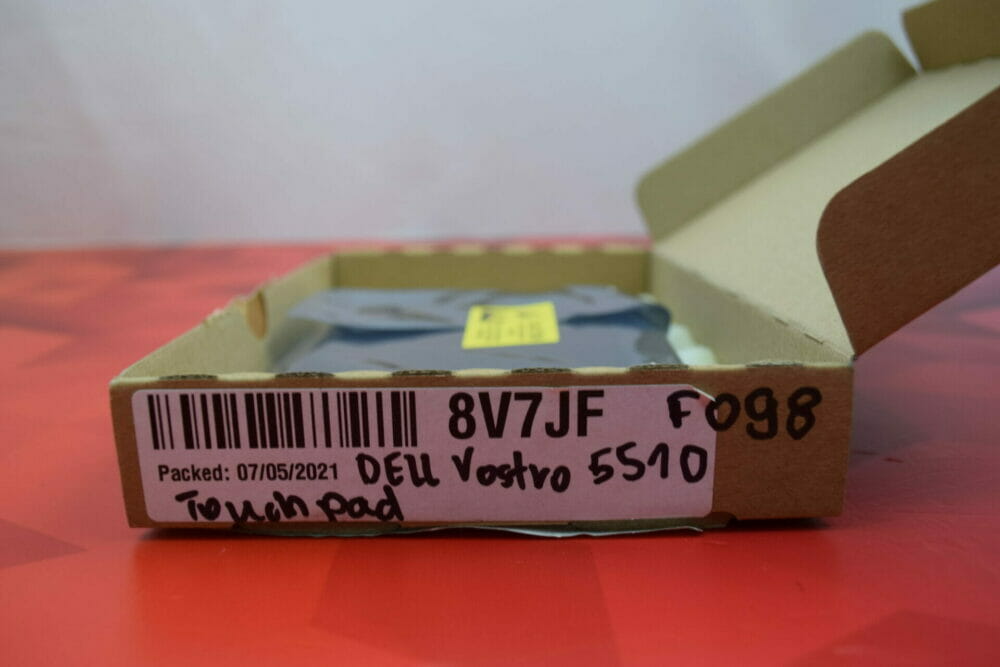 8V7JF F098
Packed: 07/05/2021 DELL Vostro 5510
Touch pad